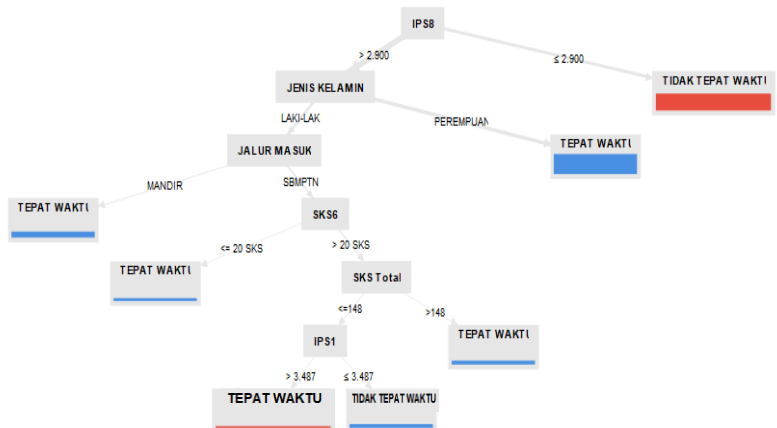 IPS8
> 2.900
≤ 2.900
JENIS KELAMIN
TIDAK TEPAT WAKTU
LAKI-LAK
PEREMPUAN
JALUR MASUK
TEPAT WAKTU
MANDIR
SBMPTN
TEPAT WAKTU
SKS6
<= 20 SKS
> 20 SKS
TEPAT WAKTU
SKS Total
<=148
>148
IPS1
TEPAT WAKTU
> 3.487
≤ 3.487
TEPAT WAKTU
TIDAK TEPAT WAKTU